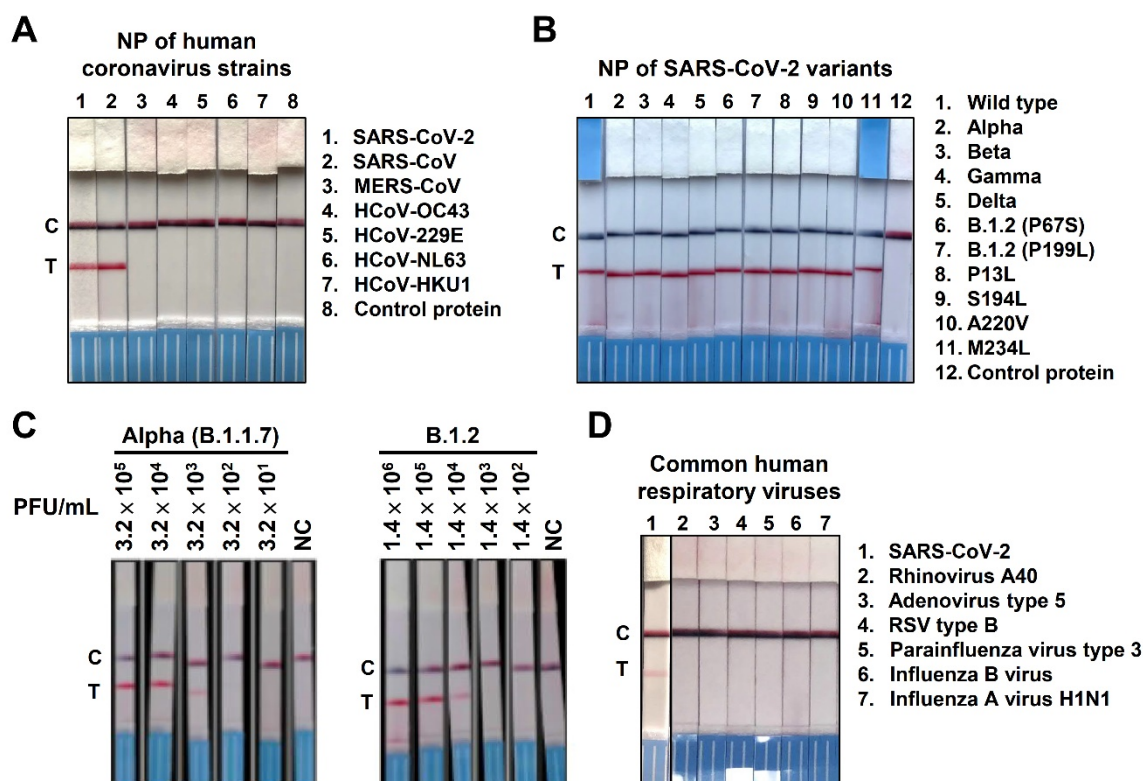 A
NP of human
coronavirus strains
1 2 3 4 5 6 7 8
C
T
1. SARS-CoV-2
2. SARS-CoV
3. MERS-CoV
4. HCoV-OC43
5. HCoV-229E
6. HCoV-NL63
7. HCoV-HKU1
8. Control protein
B
NP of SARS-CoV-2 variants
1 2 3 4 5 6 7 8 9 10 11 12
C
T
1. Wild type
2. Alpha
3. Beta
4. Gamma
5. Delta
6. B.1.2 (P67S)
7. B.1.2 (P199L)
8. P13L
9. S194L
10. A220V
11. M234L
12. Control protein
C
Alpha (B.1.1.7)
PFU/mL
3.2 × 10⁵
3.2 × 10⁴
3.2 × 10³
3.2 × 10²
3.2 × 10¹
NC
C
T
B.1.2
1.4 × 10⁶
1.4 × 10⁵
1.4 × 10⁴
1.4 × 10³
1.4 × 10²
NC
C
T
D
Common human
respiratory viruses
1 2 3 4 5 6 7
C
T
1. SARS-CoV-2
2. Rhinovirus A40
3. Adenovirus type 5
4. RSV type B
5. Parainfluenza virus type 3
6. Influenza B virus
7. Influenza A virus H1N1